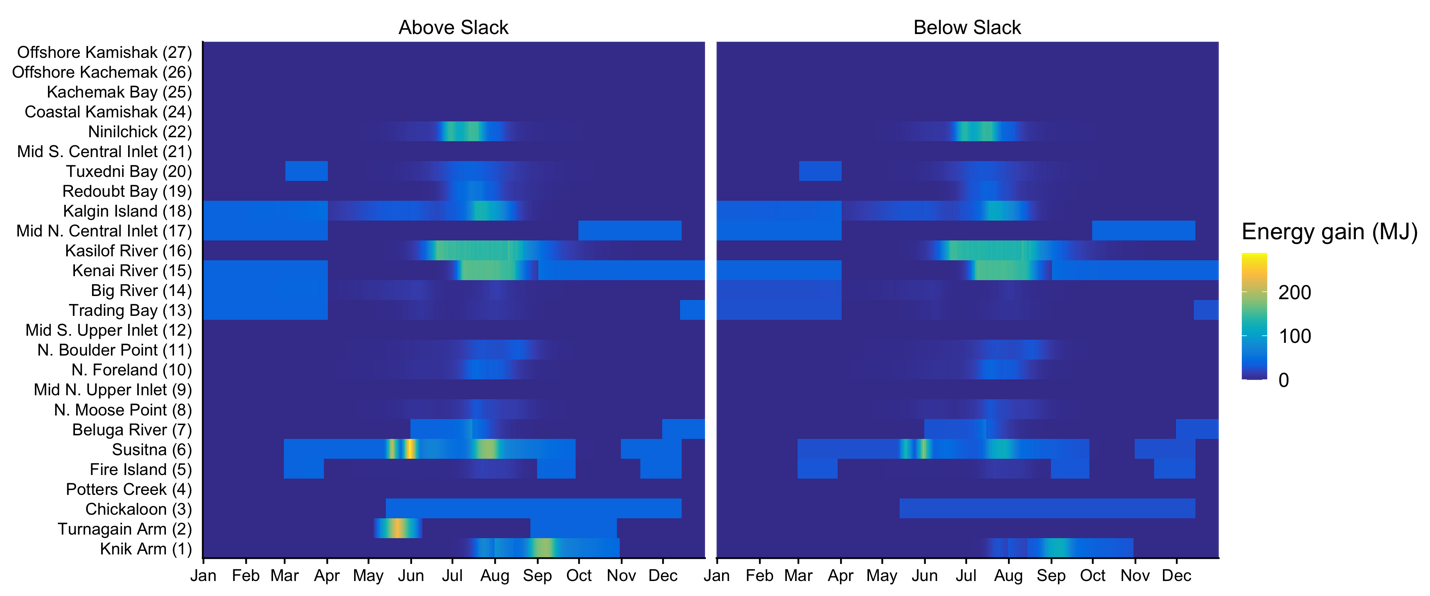 Above Slack
Below Slack
Offshore Kamishak (27)
Offshore Kachemak (26)
Kachemak Bay (25)
Coastal Kamishak (24)
Ninilchick (22)
Mid S. Central Inlet (21)
Tuxedni Bay (20)
Redoubt Bay (19)
Kalgin Island (18)
Mid N. Central Inlet (17)
Kasilof River (16)
Kenai River (15)
Big River (14)
Trading Bay (13)
Mid S. Upper Inlet (12)
N. Boulder Point (11)
N. Foreland (10)
Mid N. Upper Inlet (9)
N. Moose Point (8)
Beluga River (7)
Susitna (6)
Fire Island (5)
Potters Creek (4)
Chickaloon (3)
Turnagain Arm (2)
Knik Arm (1)
Jan Feb Mar Apr May Jun Jul Aug Sep Oct Nov Dec
Jan Feb Mar Apr May Jun Jul Aug Sep Oct Nov Dec
Energy gain (MJ)
200
100
0